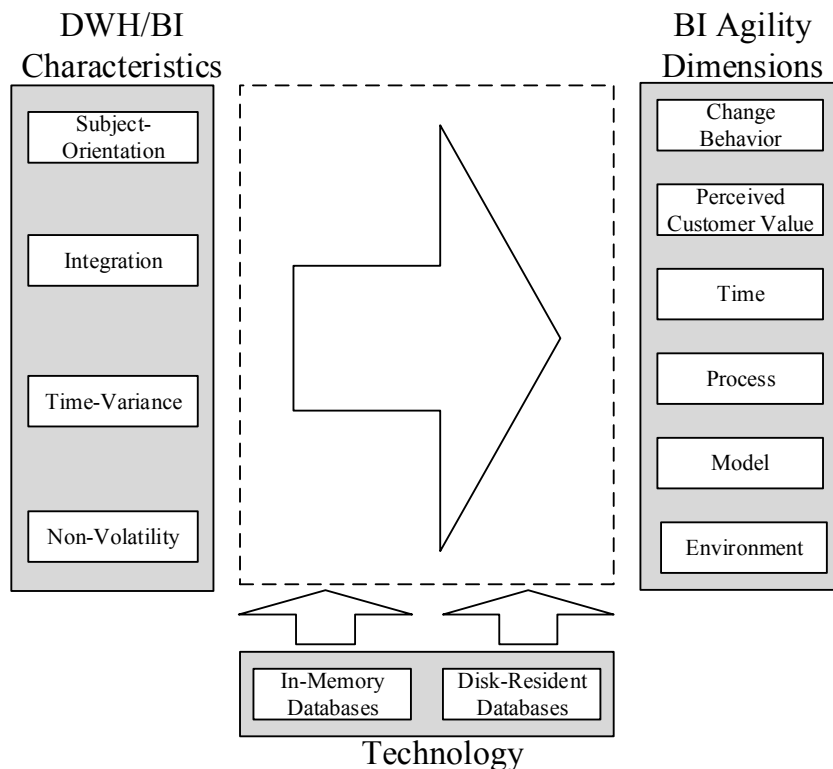 DWH/BI
Characteristics
Subject-
Orientation
Integration
Time-Variance
Non-Volatility
BI Agility
Dimensions
Change
Behavior
Perceived
Customer Value
Time
Process
Model
Environment
In-Memory
Databases
Disk-Resident
Databases
Technology